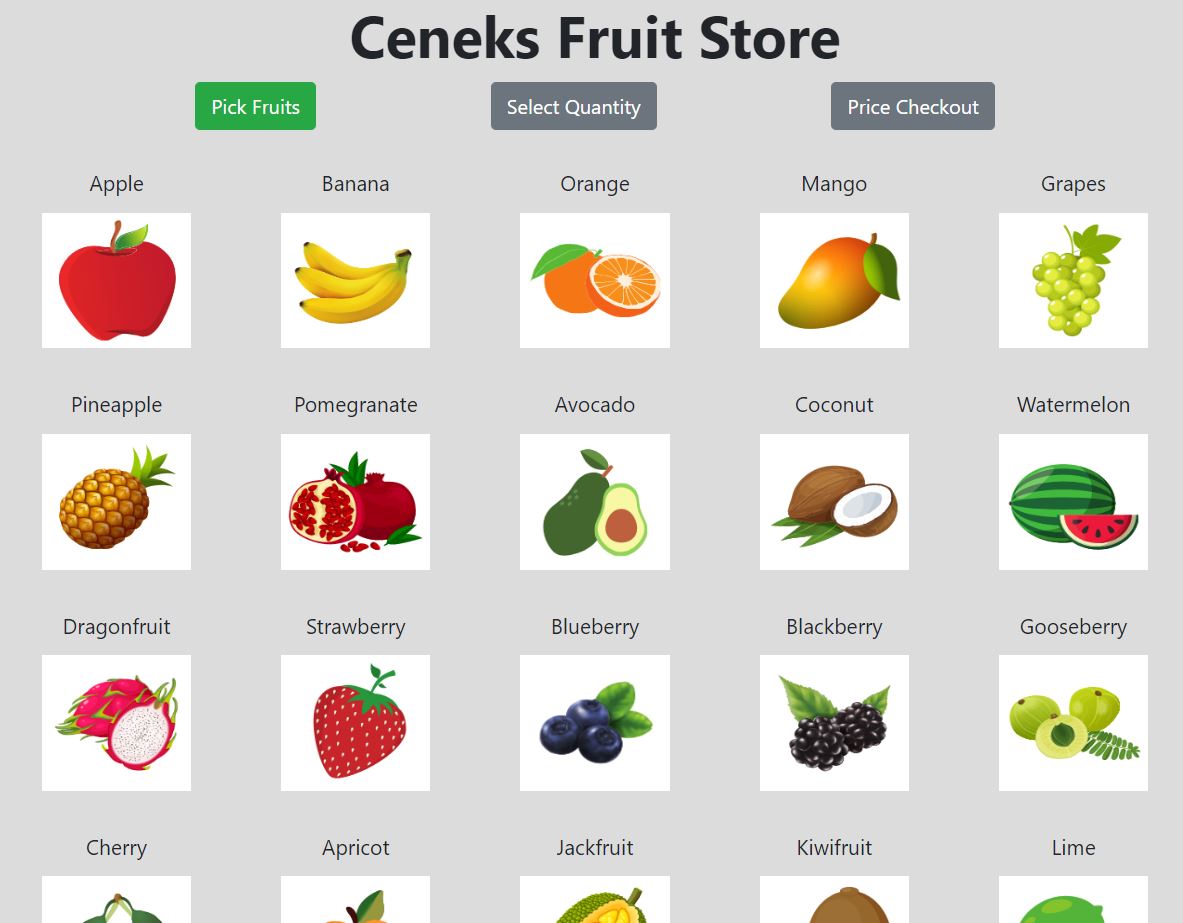 Ceneks Fruit Store
Pick Fruits Select Quantity Price Checkout
Apple Banana Orange Mango Grapes
Pineapple Pomegranate Avocado Coconut Watermelon
Dragonfruit Strawberry Blueberry Blackberry Gooseberry
Cherry Apricot Jackfruit Kiwifruit Lime